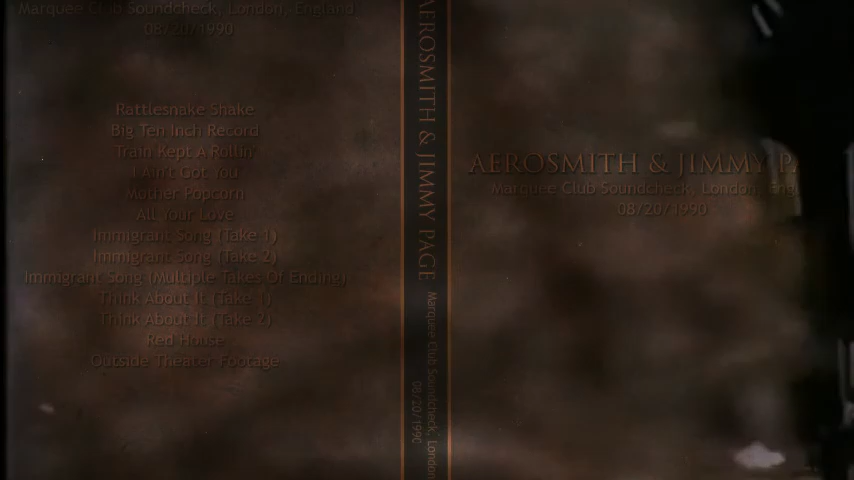 Marquee Club Soundcheck, London, England
08/20/1990
Rattlesnake Shake
Big Ten Inch Record
Train Kept A Rollin'
I Ain't Got You
Mother Popcorn
All Your Love
Immigrant Song (Take 1)
Immigrant Song (Take 2)
Immigrant Song (Multiple Takes Of Ending)
Think About It (Take 1)
Think About It (Take 2)
Red House
Outside Theater Footage
AEROSMITH & JIMMY PAGE
Marquee Club Soundcheck, London
08/20/1990
AEROSMITH & JIMMY PA
Marquee Club Soundcheck, London, Engl
08/20/1990